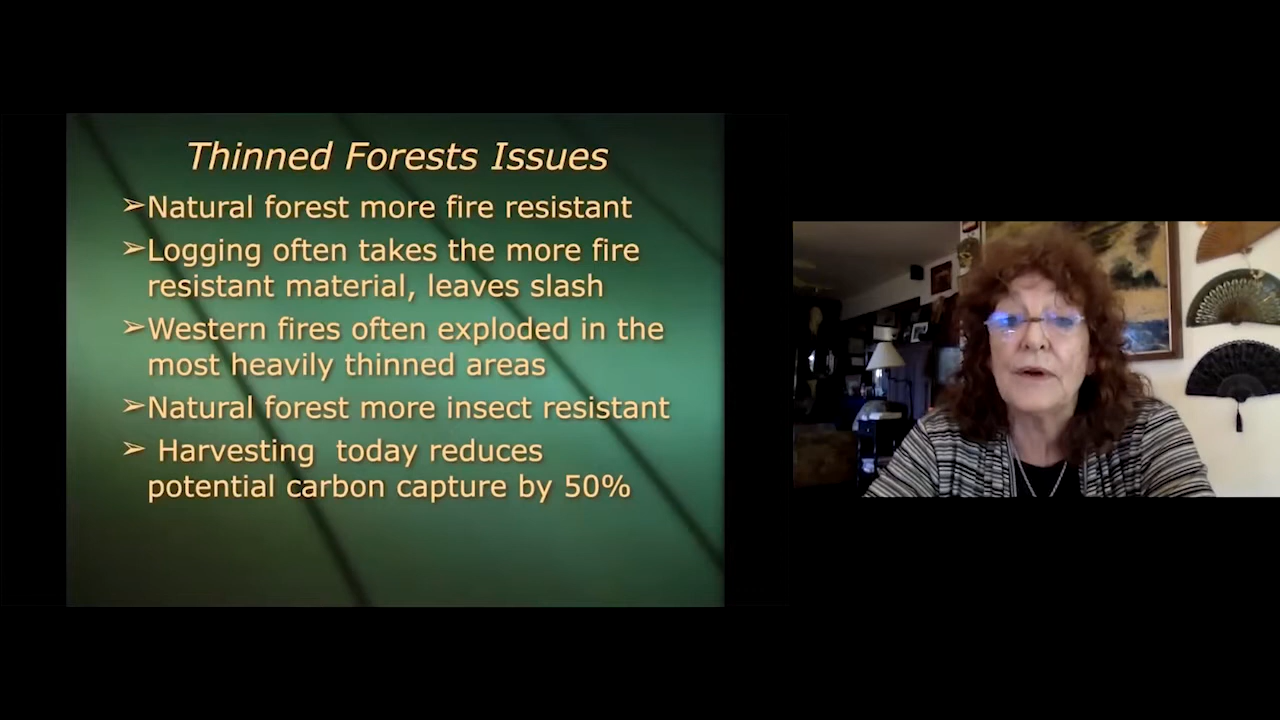 Thinned Forests Issues
➢Natural forest more fire resistant
➢Logging often takes the more fire
resistant material, leaves slash
➢Western fires often exploded in the
most heavily thinned areas
➢Natural forest more insect resistant
➢ Harvesting  today reduces
potential carbon capture by 50%